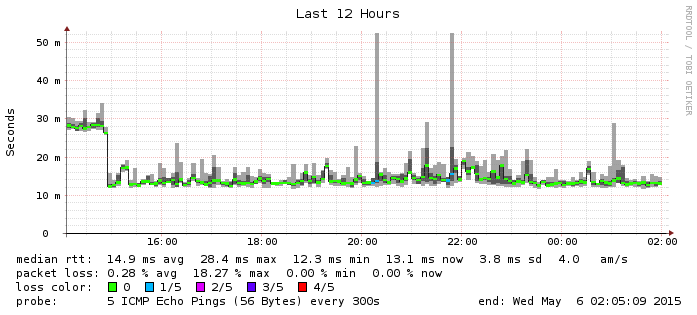 Last 12 Hours
RRDTOOL / TOBI OETIKER
Seconds
50 m
40 m
30 m
20 m
10 m
0
16:00 18:00 20:00 22:00 00:00 02:00
median rtt: 14.9 ms avg 28.4 ms max 12.3 ms min 13.1 ms now 3.8 ms sd 4.0 am/s
packet loss: 0.28 % avg 18.27 % max 0.00 % min 0.00 % now
loss color: 0 1/5 2/5 3/5 4/5
probe: 5 ICMP Echo Pings (56 Bytes) every 300s end: Wed May 6 02:05:09 2015